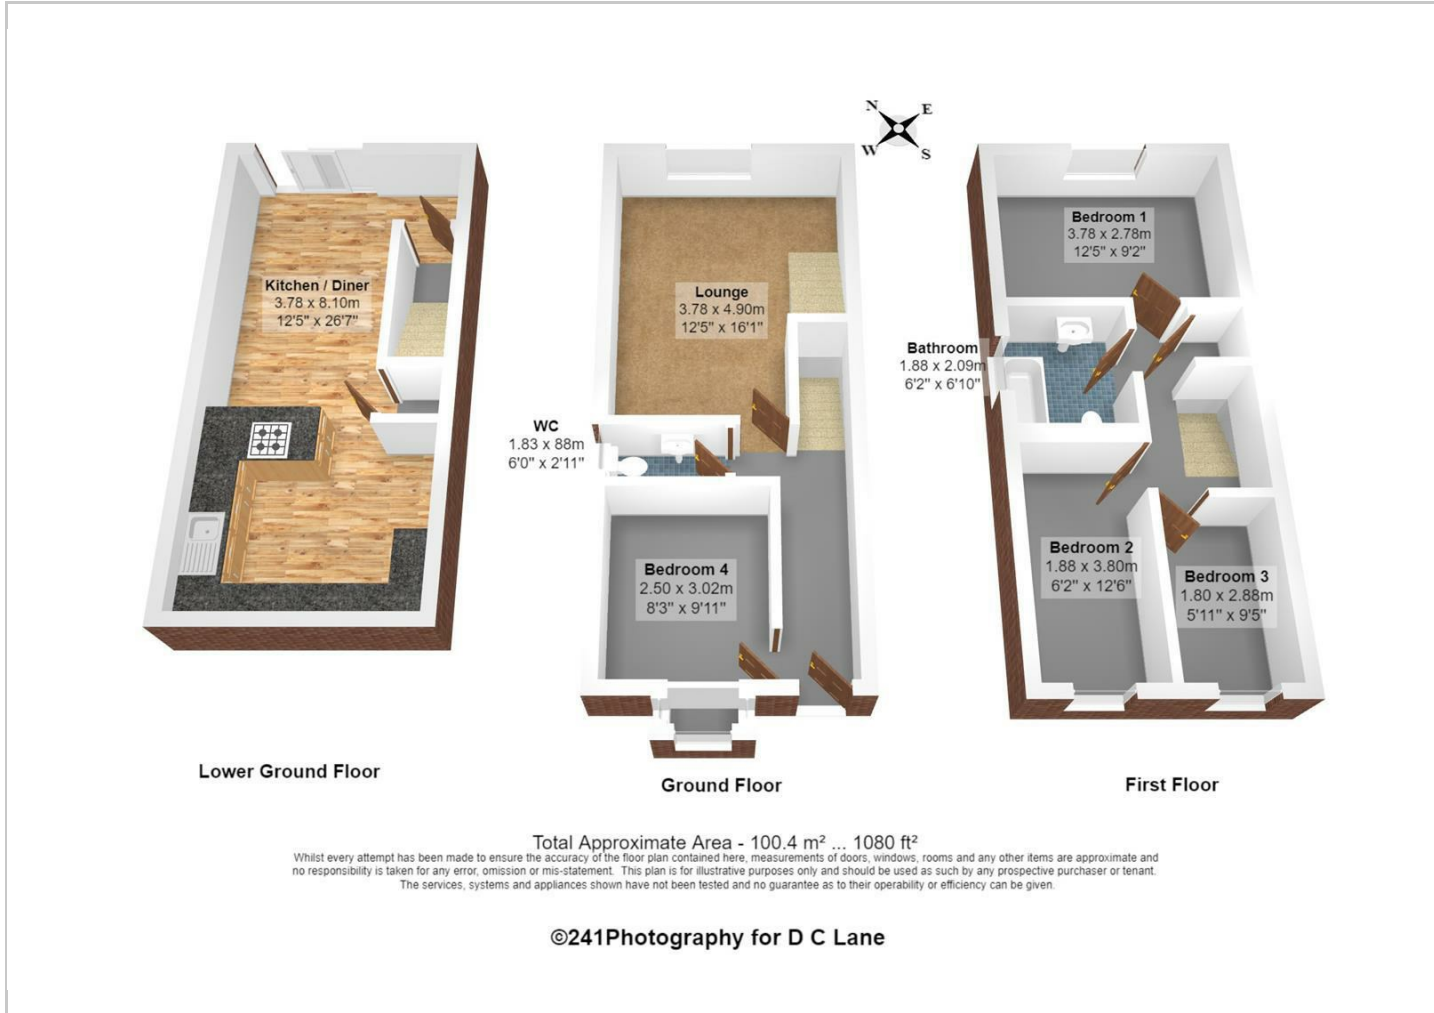 N
E
W
S
Kitchen / Diner
3.78 x 8.10m
12'5" x 26'7"
Lounge
3.78 x 4.90m
12'5" x 16'1"
WC
1.83 x 88m
6'0" x 2'11"
Bedroom 4
2.50 x 3.02m
8'3" x 9'11"
Bedroom 1
3.78 x 2.78m
12'5" x 9'2"
Bathroom
1.88 x 2.09m
6'2" x 6'10"
Bedroom 2
1.88 x 3.80m
6'2" x 12'6"
Bedroom 3
1.80 x 2.88m
5'11" x 9'5"
Lower Ground Floor
Ground Floor
First Floor
Total Approximate Area - 100.4 m² ... 1080 ft²
Whilst every attempt has been made to ensure the accuracy of the floor plan contained here, measurements of doors, windows, rooms and any other items are approximate and
no responsibility is taken for any error, omission or mis-statement. This plan is for illustrative purposes only and should be used as such by any prospective purchaser or tenant.
The services, systems and appliances shown have not been tested and no guarantee as to their operability or efficiency can be given.
©241Photography for D C Lane